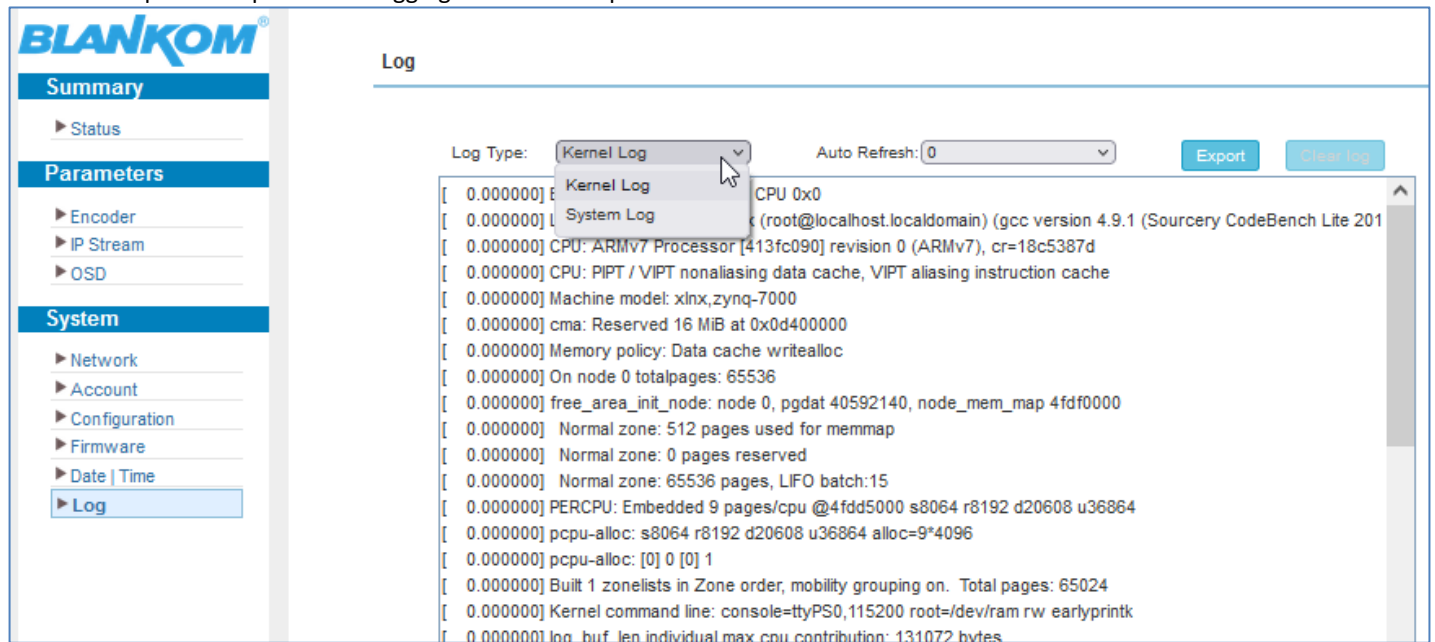 BLANKOM®
Summary
Status
Parameters
Encoder
IP Stream
OSD
System
Network
Account
Configuration
Firmware
Date | Time
Log
Log
Log Type: Kernel Log Auto Refresh: 0 Export Clear log
Kernel Log
System Log
[ 0.000000] CPU 0x0
[ 0.000000] (root@localhost.localdomain) (gcc version 4.9.1 (Sourcery CodeBench Lite 201
[ 0.000000] CPU: ARMv7 Processor [413fc090] revision 0 (ARMv7), cr=18c5387d
[ 0.000000] CPU: PIPT / VIPT nonaliasing data cache, VIPT aliasing instruction cache
[ 0.000000] Machine model: xlnx,zynq-7000
[ 0.000000] cma: Reserved 16 MiB at 0x0d400000
[ 0.000000] Memory policy: Data cache writealloc
[ 0.000000] On node 0 totalpages: 65536
[ 0.000000] free_area_init_node: node 0, pgdat 40592140, node_mem_map 4fdf0000
[ 0.000000] Normal zone: 512 pages used for memmap
[ 0.000000] Normal zone: 0 pages reserved
[ 0.000000] Normal zone: 65536 pages, LIFO batch:15
[ 0.000000] PERCPU: Embedded 9 pages/cpu @4fdd5000 s8064 r8192 d20608 u36864
[ 0.000000] pcpu-alloc: s8064 r8192 d20608 u36864 alloc=9*4096
[ 0.000000] pcpu-alloc: [0] 0 [0] 1
[ 0.000000] Built 1 zonelists in Zone order, mobility grouping on. Total pages: 65024
[ 0.000000] Kernel command line: console=ttyPS0,115200 root=/dev/ram rw earlyprintk
[ 0.000000] log_buf_len individual max cpu contribution: 131072 bytes